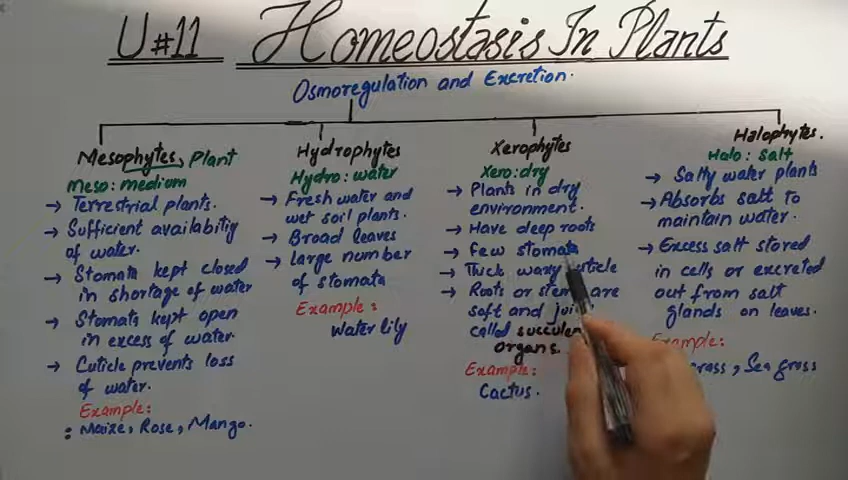 U#11 Homeostasis In Plants
Osmoregulation and Excretion.
Mesophytes, Plant
Meso: medium
→ Terrestrial plants.
→ Sufficient availability
of water.
→ Stomata kept closed
in shortage of water
→ Stomata kept open
in excess of water.
→ Cuticle prevents loss
of water.
Example:
: Maize, Rose, Mango.
Hydrophytes
Hydro: water
→ Fresh water and
wet soil plants.
→ Broad leaves
→ large number
of stomata
Example:
Water lily
Xerophytes
Xero: dry
→ Plants in dry
environment.
→ Have deep roots
→ few stomata
→ Thick waxy
→ Roots or stem are
soft and
called
organs.
Example:
Cactus.
Halophytes.
Halo: salt
→ Salty water plants
→ Absorbs salt to
maintain water.
→ Excess salt stored
in cells or excreted
out from salt
glands on leaves.
Example:
, Sea grass